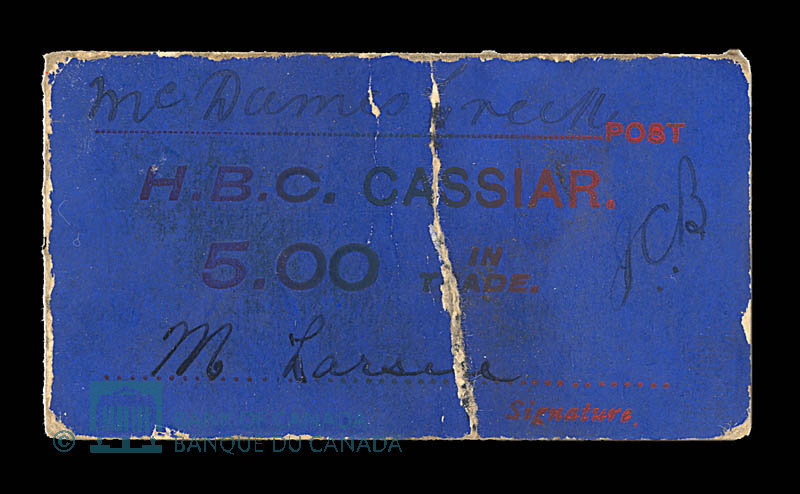 McDames Creek POST
H.B.C. CASSIAR.
5.00 IN TRADE.
J.C.B
M Larsen
Signature.
© BANK OF CANADA
BANQUE DU CANADA